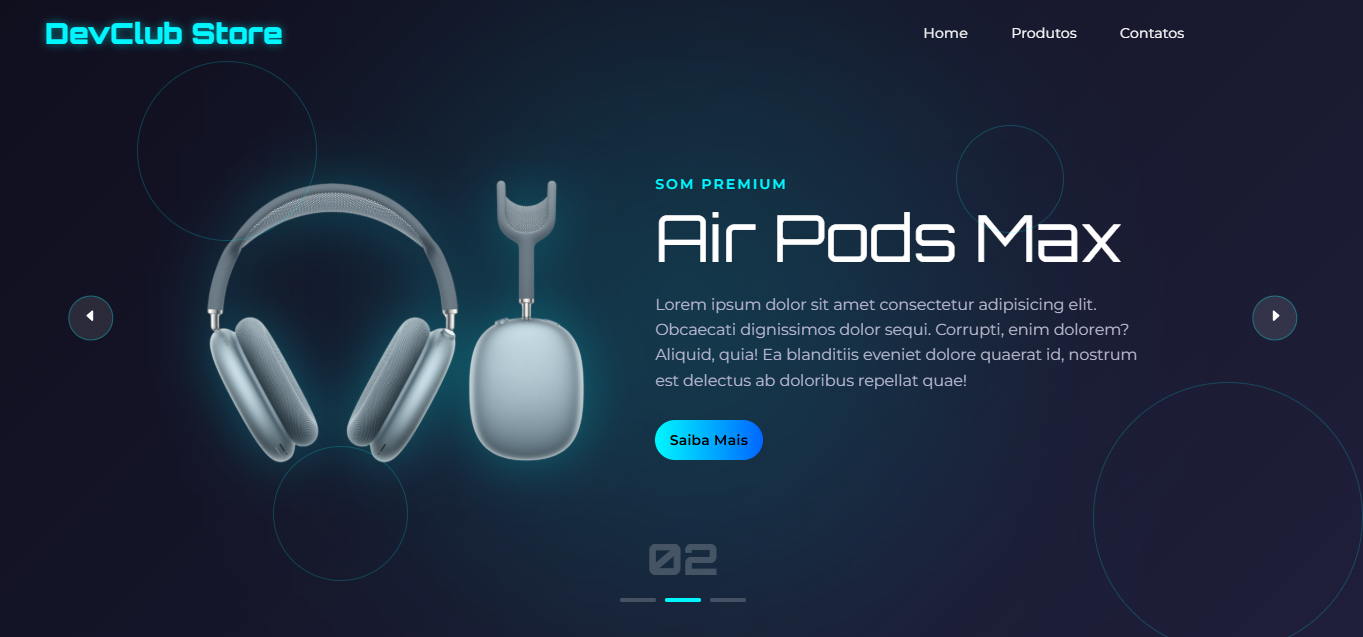 DevClub Store
Home Produtos Contatos
SOM PREMIUM
Air Pods Max
Lorem ipsum dolor sit amet consectetur adipisicing elit.
Obcaecati dignissimos dolor sequi. Corrupti, enim dolorem?
Aliquid, quia! Ea blanditiis eveniet dolore quaerat id, nostrum
est delectus ab doloribus repellat quae!
Saiba Mais
02